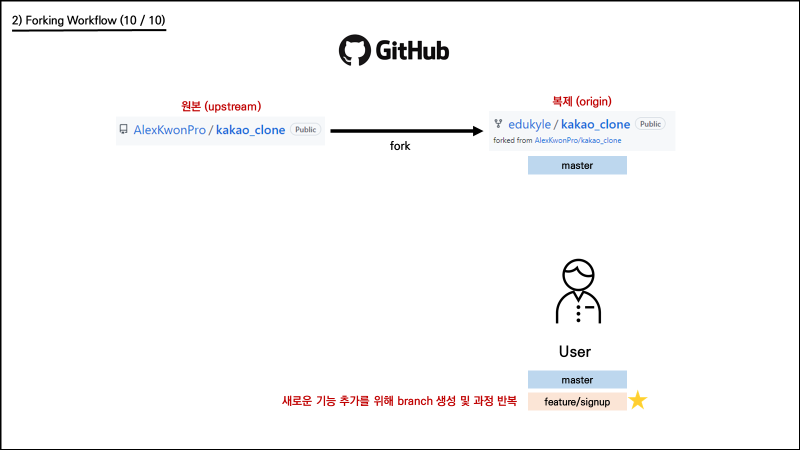 2) Forking Workflow (10 / 10)
GitHub
원본 (upstream)
복제 (origin)
AlexKwonPro / kakao_clone Public
edukyle / kakao_clone Public
forked from AlexKwonPro/kakao_clone
fork
master
User
master
새로운 기능 추가를 위해 branch 생성 및 과정 반복
feature/signup